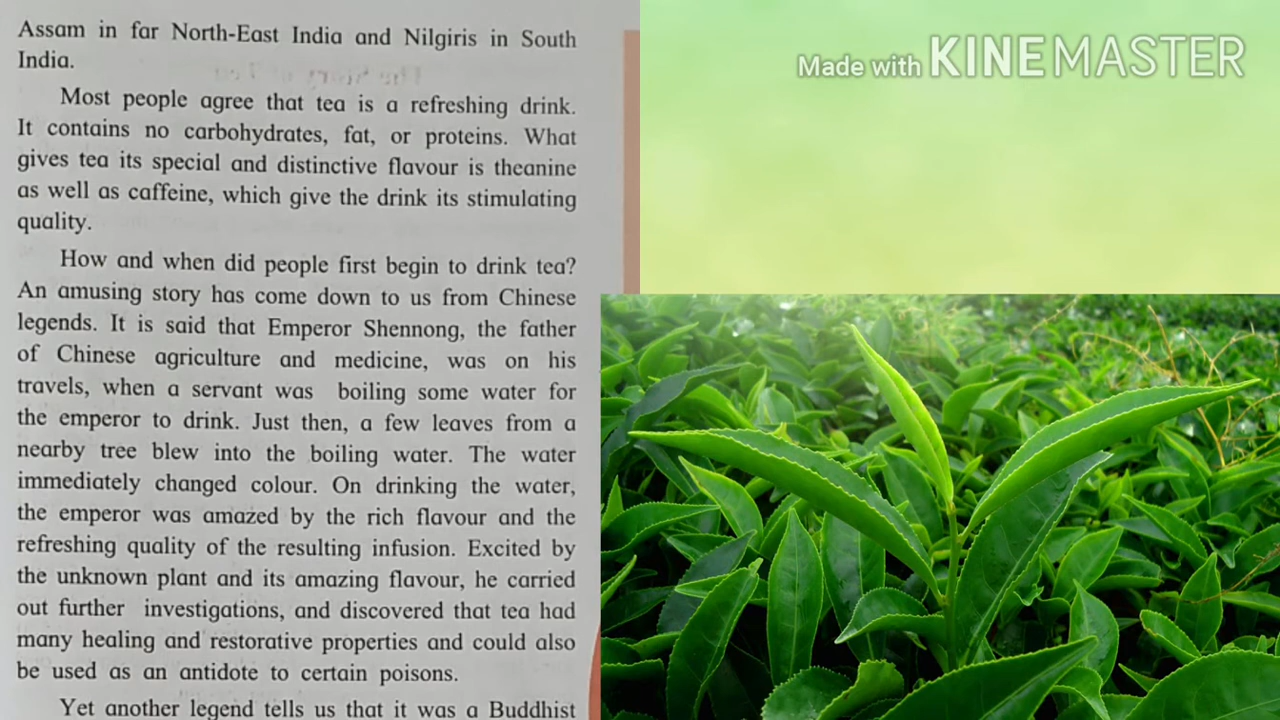 Assam in far North-East India and Nilgiris in South
India.
Most people agree that tea is a refreshing drink.
It contains no carbohydrates, fat, or proteins. What
gives tea its special and distinctive flavour is theanine
as well as caffeine, which give the drink its stimulating
quality.
How and when did people first begin to drink tea?
An amusing story has come down to us from Chinese
legends. It is said that Emperor Shennong, the father
of Chinese agriculture and medicine, was on his
travels, when a servant was boiling some water for
the emperor to drink. Just then, a few leaves from a
nearby tree blew into the boiling water. The water
immediately changed colour. On drinking the water,
the emperor was amazed by the rich flavour and the
refreshing quality of the resulting infusion. Excited by
the unknown plant and its amazing flavour, he carried
out further investigations, and discovered that tea had
many healing and restorative properties and could also
be used as an antidote to certain poisons.
Yet another legend tells us that it was a Buddhist
Made with KINEMASTER